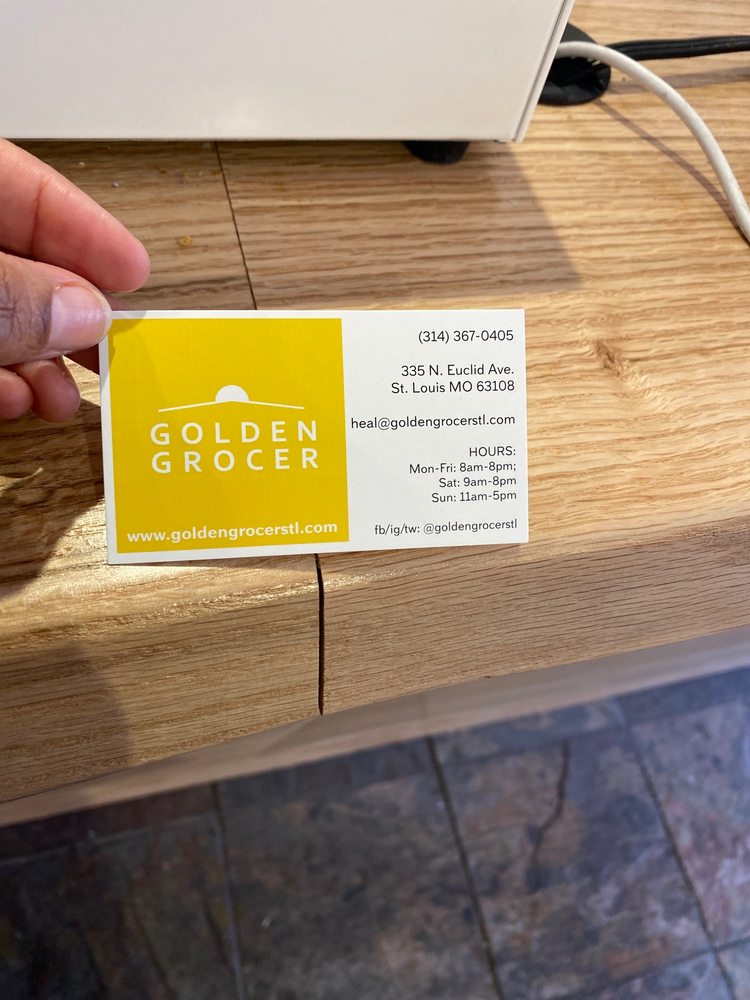 GOLDEN
GROCER
www.goldengrocerstl.com
(314) 367-0405
335 N. Euclid Ave.
St. Louis MO 63108
heal@goldengrocerstl.com
HOURS:
Mon-Fri: 8am-8pm;
Sat: 9am-8pm
Sun: 11am-5pm
fb/ig/tw: @goldengrocerstl